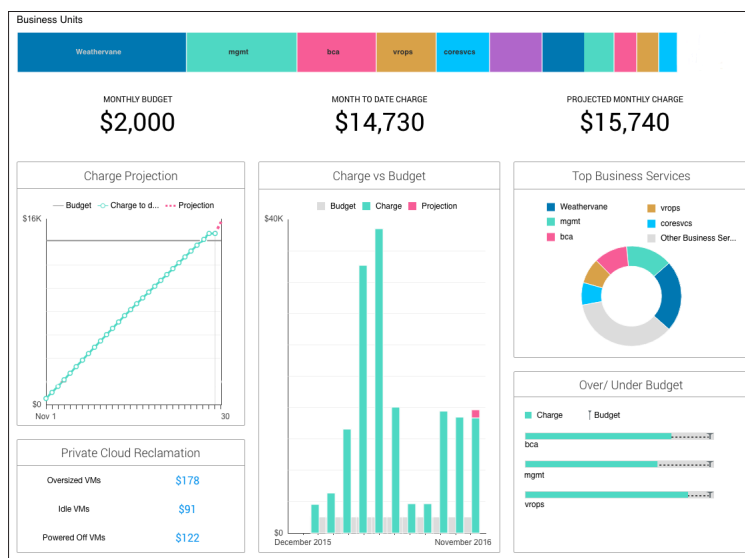 Business Units
Weathervane mgmt bca vrops coresvcs
MONTHLY BUDGET MONTH TO DATE CHARGE PROJECTED MONTHLY CHARGE
$2,000 $14,730 $15,740
Charge Projection
Budget Charge to d... Projection
$16K
$0
Nov 1 30
Private Cloud Reclamation
Oversized VMs $178
Idle VMs $91
Powered Off VMs $122
Charge vs Budget
Budget Charge Projection
$40K
$0
December 2015 November 2016
Top Business Services
Weathervane vrops
mgmt coresvcs
bca Other Business Ser...
Over/ Under Budget
Charge Budget
bca
mgmt
vrops